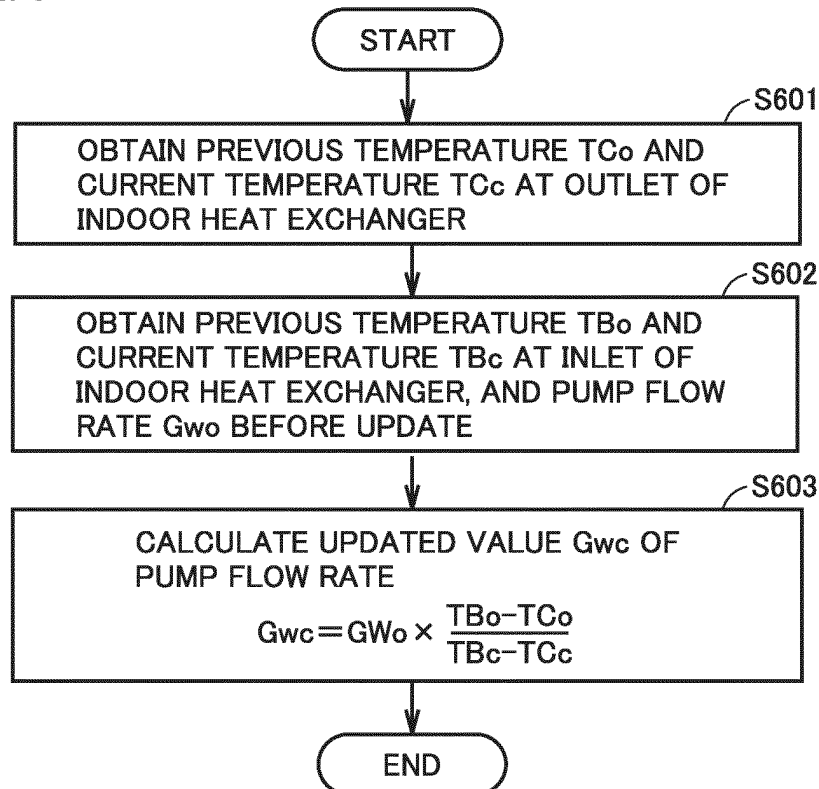 START
S601
OBTAIN PREVIOUS TEMPERATURE TCo AND
CURRENT TEMPERATURE TCc AT OUTLET OF
INDOOR HEAT EXCHANGER
S602
OBTAIN PREVIOUS TEMPERATURE TBo AND
CURRENT TEMPERATURE TBc AT INLET OF
INDOOR HEAT EXCHANGER, AND PUMP FLOW
RATE Gwo BEFORE UPDATE
S603
CALCULATE UPDATED VALUE Gwc OF
PUMP FLOW RATE
Gwc=GWo× TBo-TCo
TBc-TCc
END